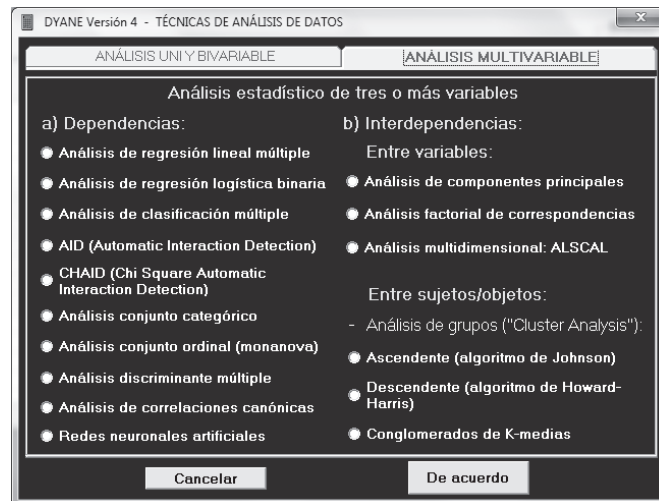 DYANE Versión 4 - TÉCNICAS DE ANÁLISIS DE DATOS
ANÁLISIS UNI Y BIVARIABLE
ANÁLISIS MULTIVARIABLE
Análisis estadístico de tres o más variables
a) Dependencias:
Análisis de regresión lineal múltiple
Análisis de regresión logística binaria
Análisis de clasificación múltiple
AID (Automatic Interaction Detection)
CHAID (Chi Square Automatic
Interaction Detection)
Análisis conjunto categórico
Análisis conjunto ordinal (monanova)
Análisis discriminante múltiple
Análisis de correlaciones canónicas
Redes neuronales artificiales
b) Interdependencias:
Entre variables:
Análisis de componentes principales
Análisis factorial de correspondencias
Análisis multidimensional: ALSCAL
Entre sujetos/objetos:
- Análisis de grupos ("Cluster Analysis"):
Ascendente (algoritmo de Johnson)
Descendente (algoritmo de Howard-
Harris)
Conglomerados de K-medias
Cancelar
De acuerdo